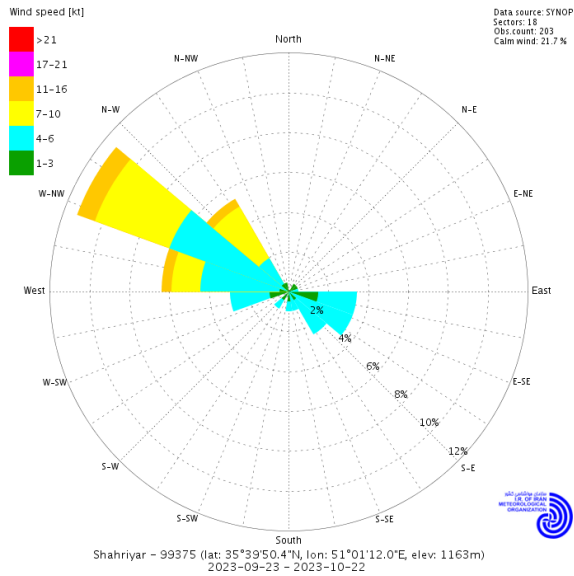 Wind speed [kt]
>21
17-21
11-16
7-10
4-6
1-3
Data source: SYNOP
Sectors: 18
Obs.count: 203
Calm wind: 21.7 %
North
N-NW
N-NE
N-W
N-E
W-NW
E-NE
West
East
2%
4%
6%
8%
10%
12%
W-SW
E-SE
S-W
S-E
S-SW
S-SE
South
سازمان هواشناسی کشور
I.R. OF IRAN
METEOROLOGICAL
ORGANIZATION
Shahriyar - 99375 (lat: 35°39'50.4"N, lon: 51°01'12.0"E, elev: 1163m)
2023-09-23 - 2023-10-22